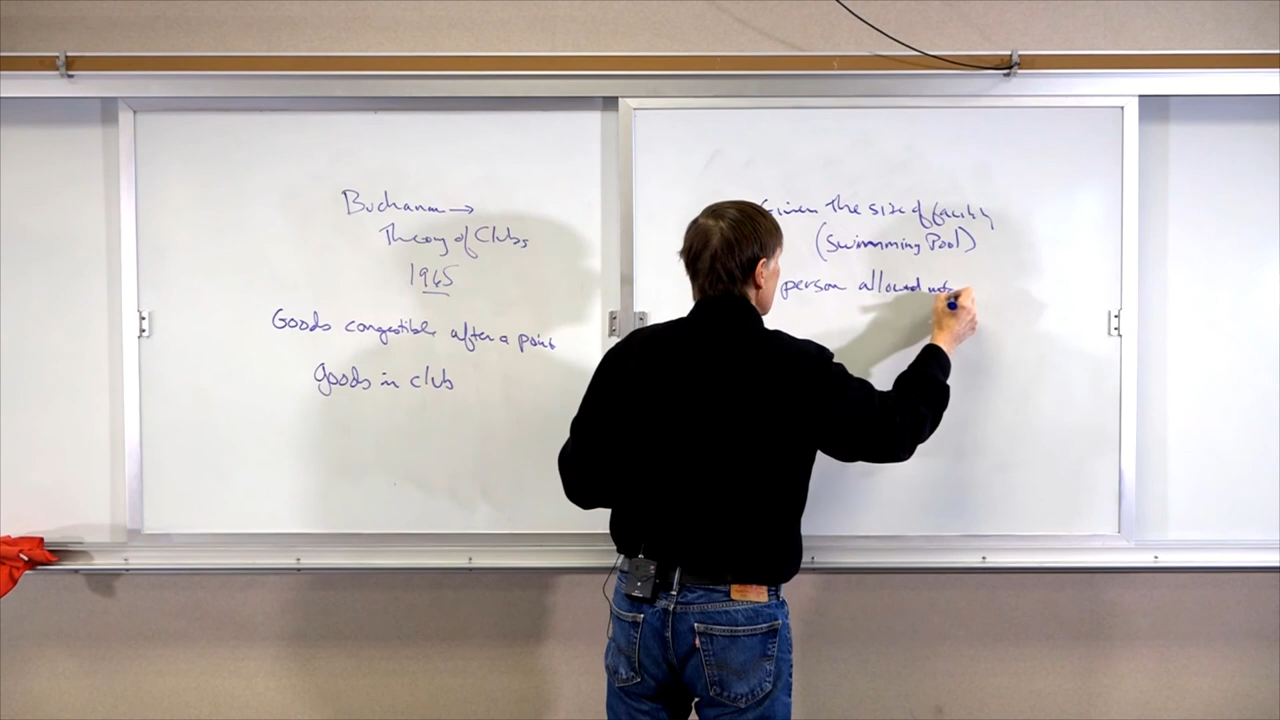 Buchanan →
Theory of Clubs
1965
Goods congestible after a point
Goods in club
Given the size of facility
(Swimming Pool)
person allowed